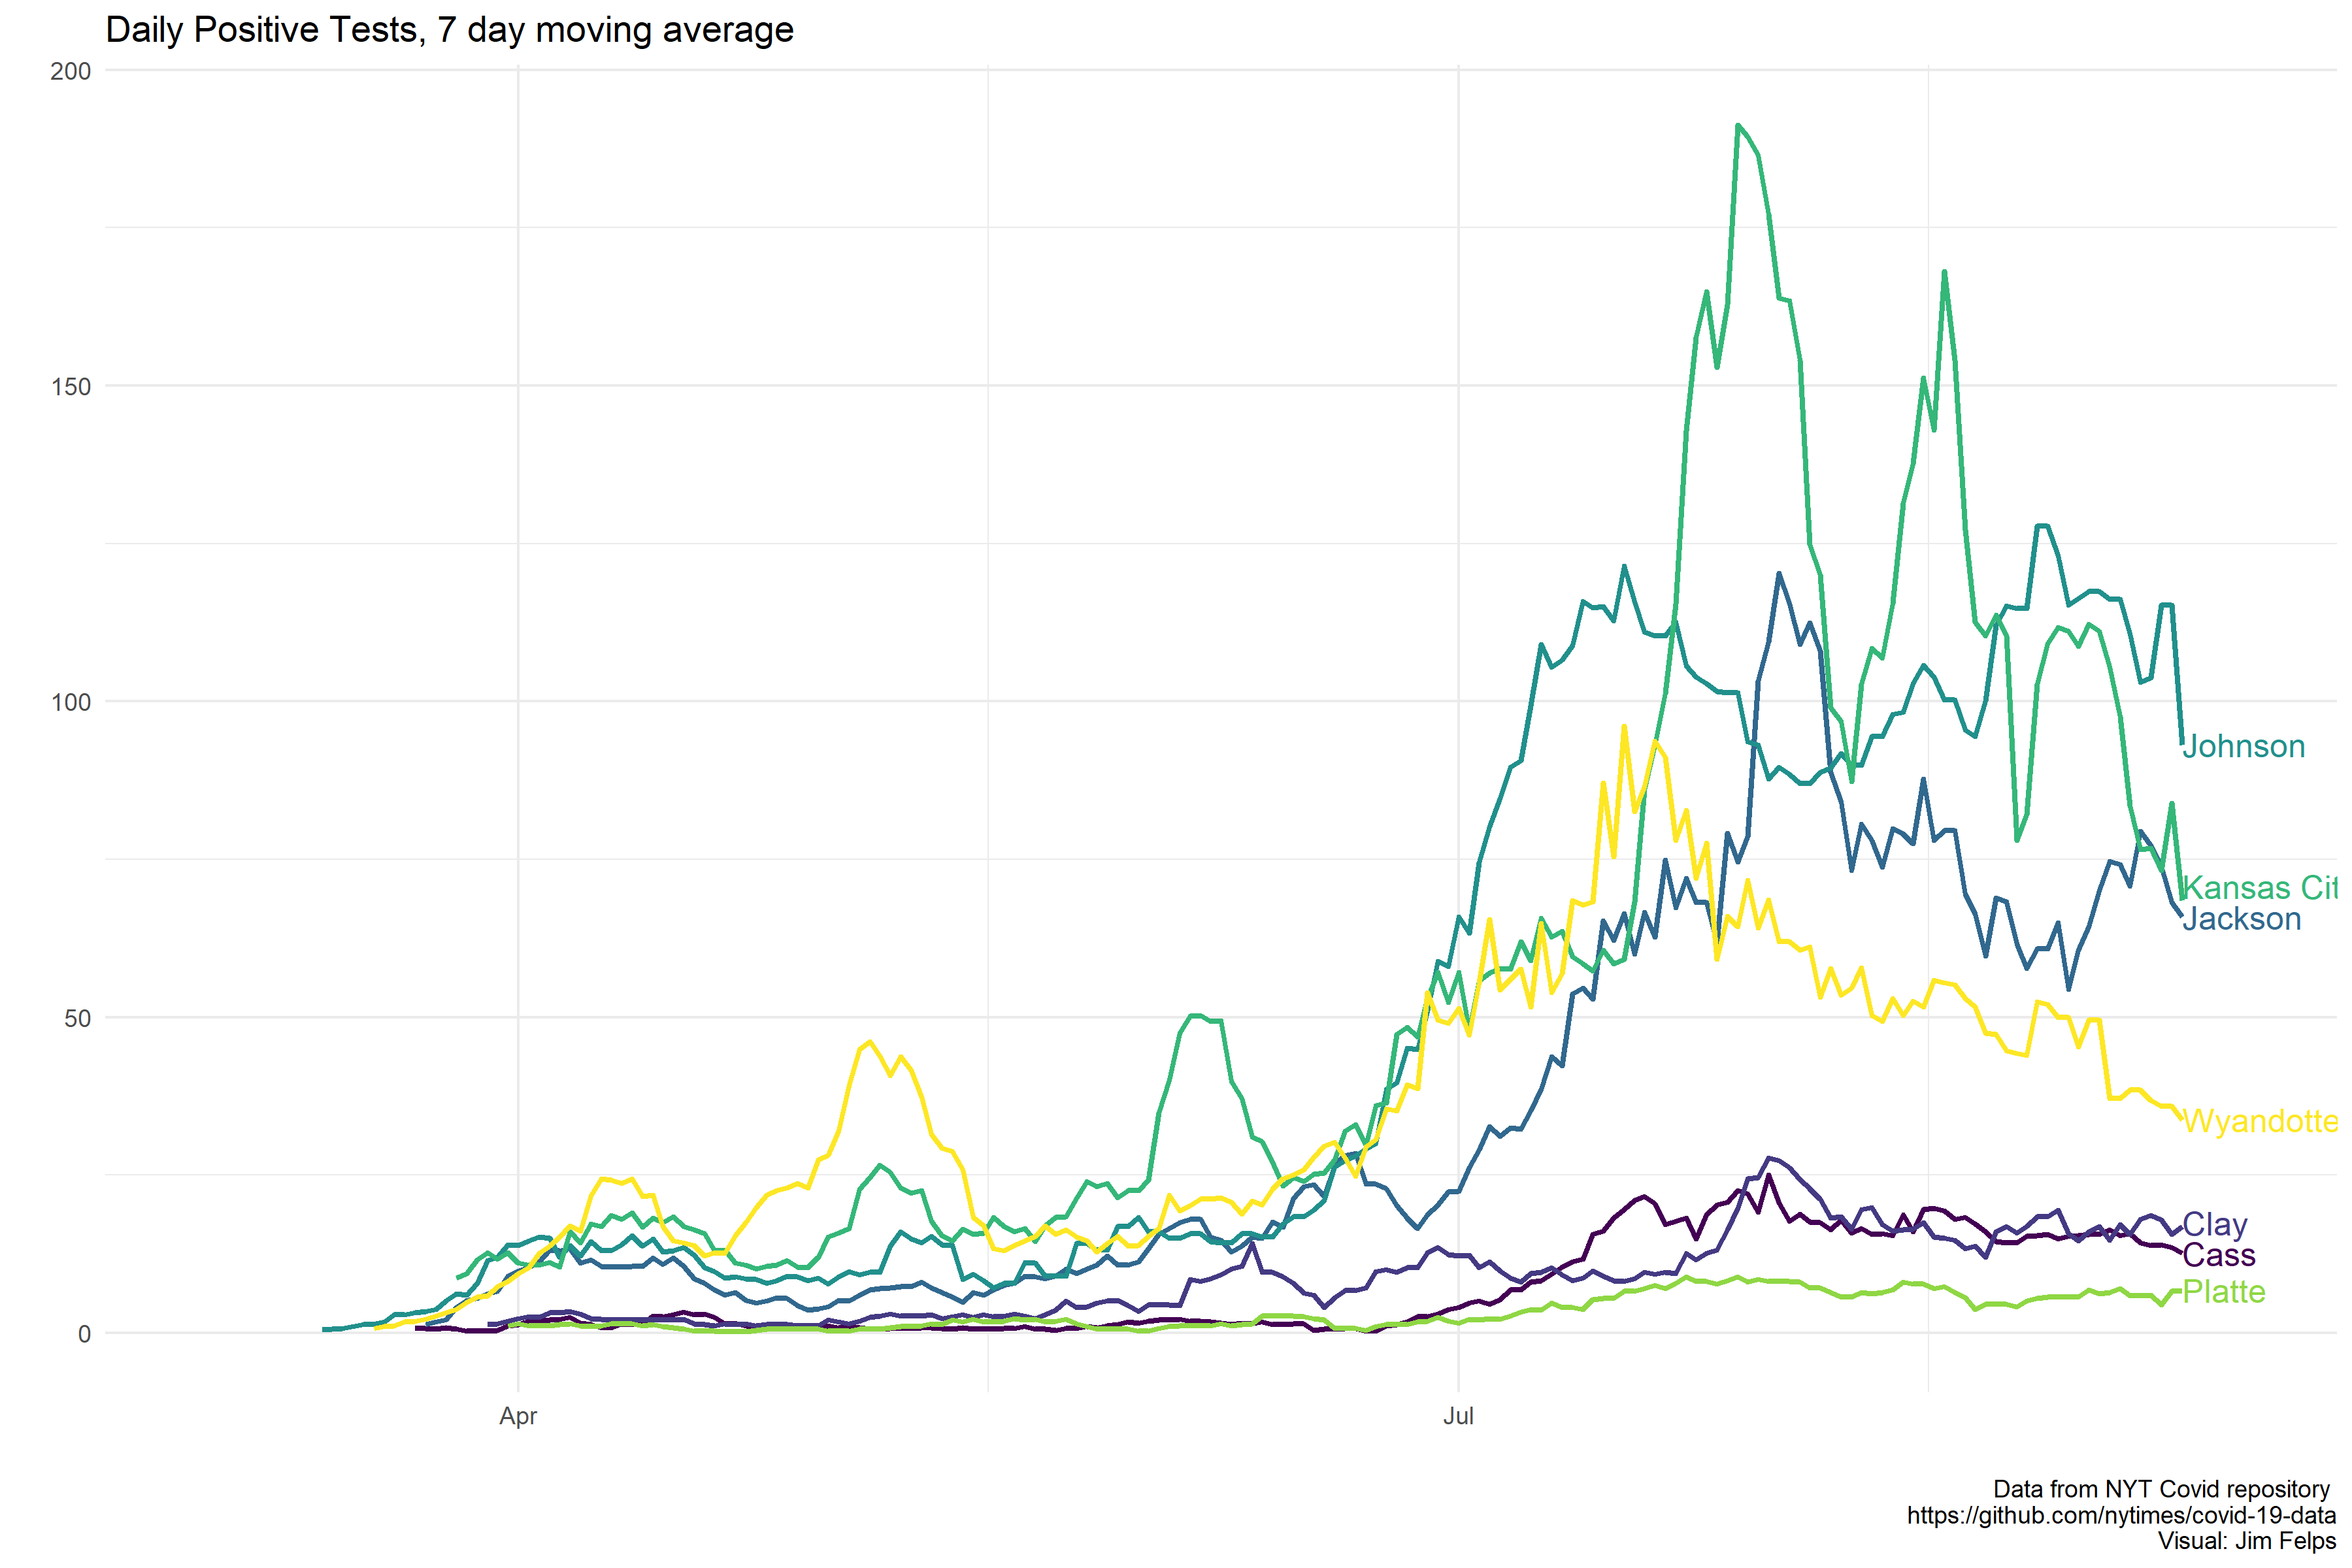 Daily Positive Tests, 7 day moving average
200
150
100
50
0
Johnson
Kansas Cit
Jackson
Wyandotte
Clay
Cass
Platte
Apr
Jul
Data from NYT Covid repository
https://github.com/nytimes/covid-19-data
Visual: Jim Felps